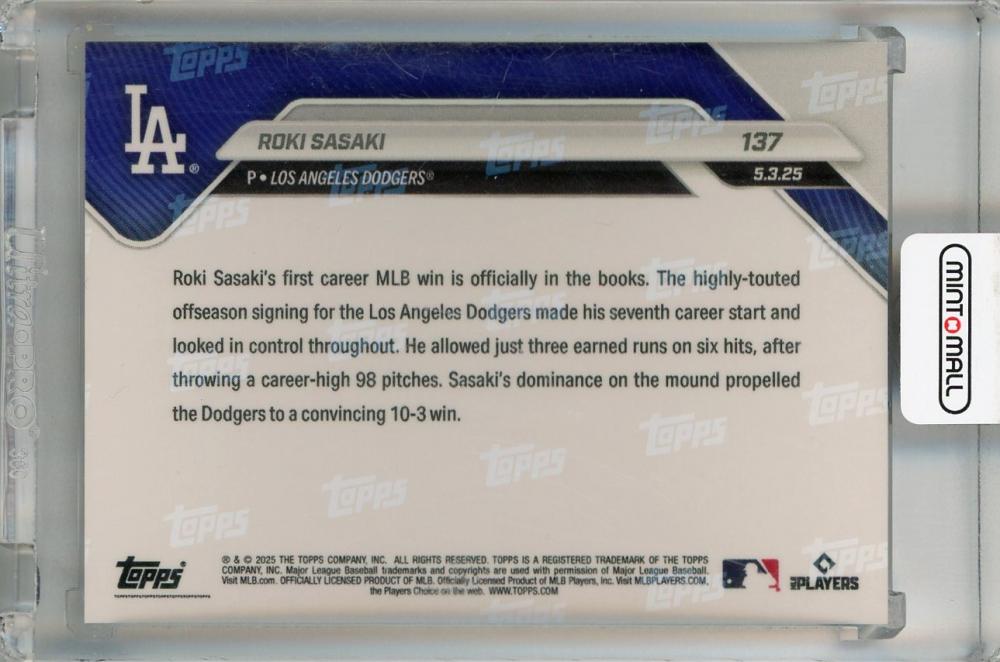 LA®
ROKI SASAKI 137
P • LOS ANGELES DODGERS® 5.3.25
Roki Sasaki's first career MLB win is officially in the books. The highly-touted
offseason signing for the Los Angeles Dodgers made his seventh career start and
looked in control throughout. He allowed just three earned runs on six hits, after
throwing a career-high 98 pitches. Sasaki's dominance on the mound propelled
the Dodgers to a convincing 10-3 win.
MINT MALL
ULTRA PRO
Topps
® & © 2025 THE TOPPS COMPANY, INC. ALL RIGHTS RESERVED. TOPPS IS A REGISTERED TRADEMARK OF THE TOPPS
COMPANY, INC. Major League Baseball trademarks and copyrights are used with permission of Major League Baseball.
Visit MLB.com. OFFICIALLY LICENSED PRODUCT OF MLB. Officially Licensed Product of MLB Players, Inc. Visit MLBPLAYERS.COM,
the Players Choice on the web. WWW.TOPPS.COM
MLB PLAYERS